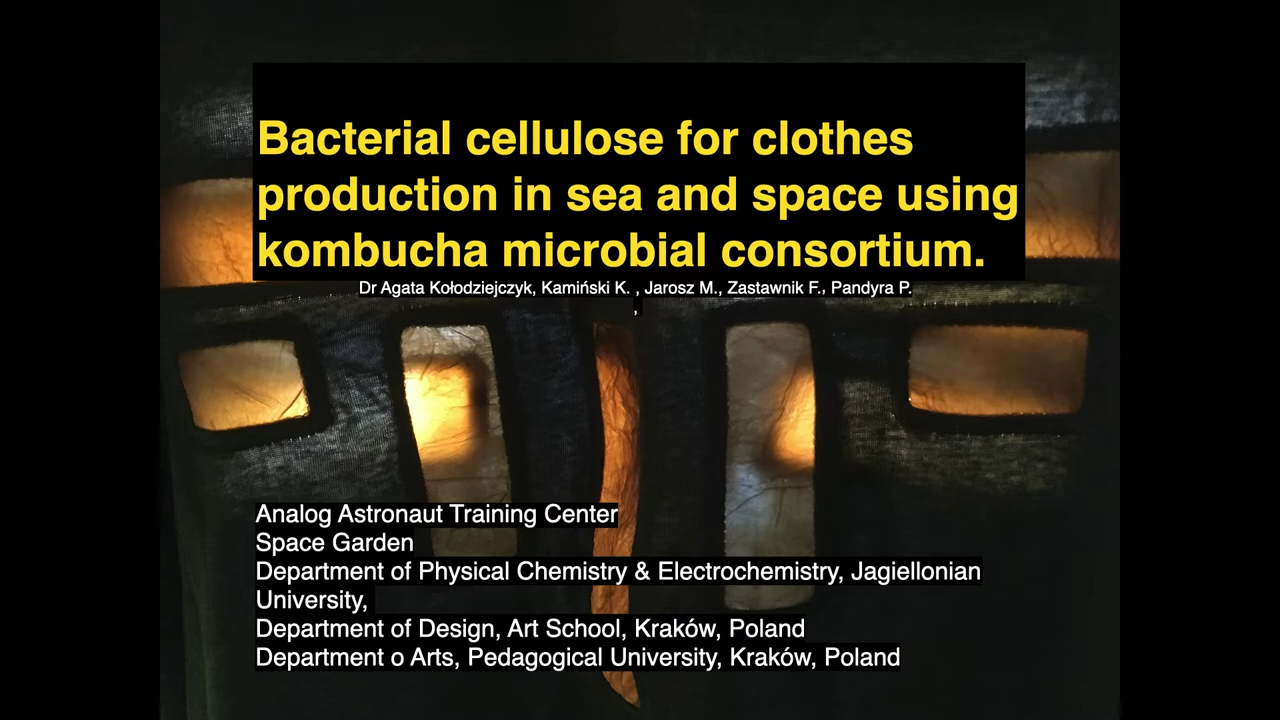 Bacterial cellulose for clothes
production in sea and space using
kombucha microbial consortium.
Dr Agata Kołodziejczyk, Kamiński K. , Jarosz M., Zastawnik F., Pandyra P.
,
Analog Astronaut Training Center
Space Garden
Department of Physical Chemistry & Electrochemistry, Jagiellonian
University,
Department of Design, Art School, Kraków, Poland
Department o Arts, Pedagogical University, Kraków, Poland